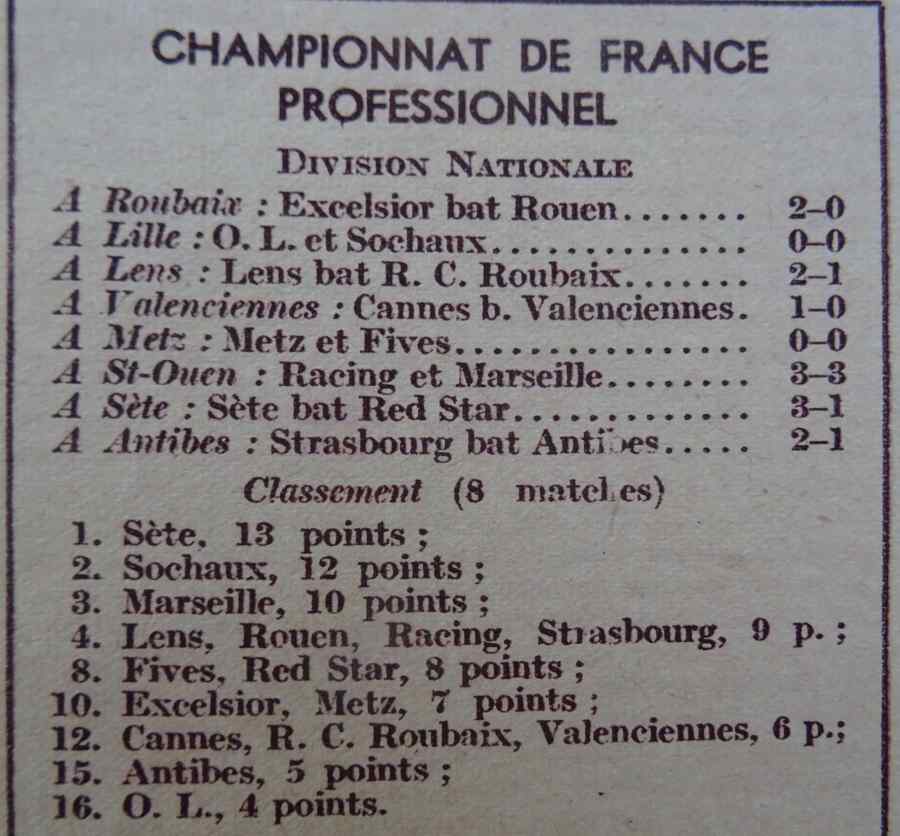 CHAMPIONNAT DE FRANCE
PROFESSIONNEL
DIVISION NATIONALE
A Roubaix : Excelsior bat Rouen....... 2-0
A Lille : O. L. et Sochaux............... 0-0
A Lens : Lens bat R. C. Roubaix....... 2-1
A Valenciennes : Cannes b. Valenciennes. 1-0
A Metz : Metz et Fives................. 0-0
A St-Ouen : Racing et Marseille........ 3-3
A Sète : Sète bat Red Star............. 3-1
A Antibes : Strasbourg bat Antibes..... 2-1
Classement (8 matches)
1. Sète, 13 points ;
2. Sochaux, 12 points ;
3. Marseille, 10 points ;
4. Lens, Rouen, Racing, Strasbourg, 9 p. ;
8. Fives, Red Star, 8 points ;
10. Excelsior, Metz, 7 points ;
12. Cannes, R. C. Roubaix, Valenciennes, 6 p.;
15. Antibes, 5 points ;
16. O. L., 4 points.